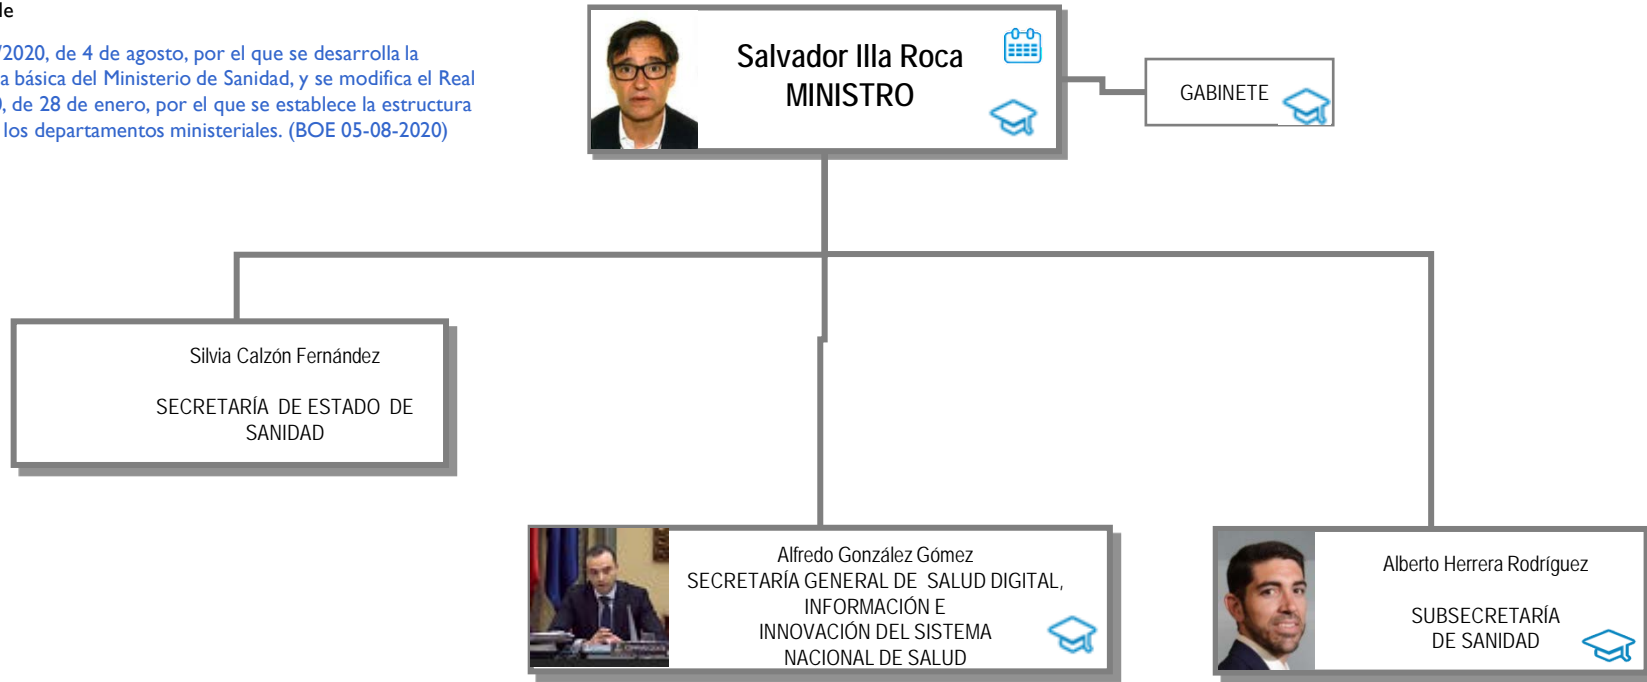 de
/2020, de 4 de agosto, por el que se desarrolla la
a básica del Ministerio de Sanidad, y se modifica el Real
0, de 28 de enero, por el que se establece la estructura
los departamentos ministeriales. (BOE 05-08-2020)
Salvador Illa Roca
MINISTRO
GABINETE
Silvia Calzón Fernández
SECRETARÍA DE ESTADO DE
SANIDAD
Alfredo González Gómez
SECRETARÍA GENERAL DE SALUD DIGITAL,
INFORMACIÓN E
INNOVACIÓN DEL SISTEMA
NACIONAL DE SALUD
Alberto Herrera Rodríguez
SUBSECRETARÍA
DE SANIDAD